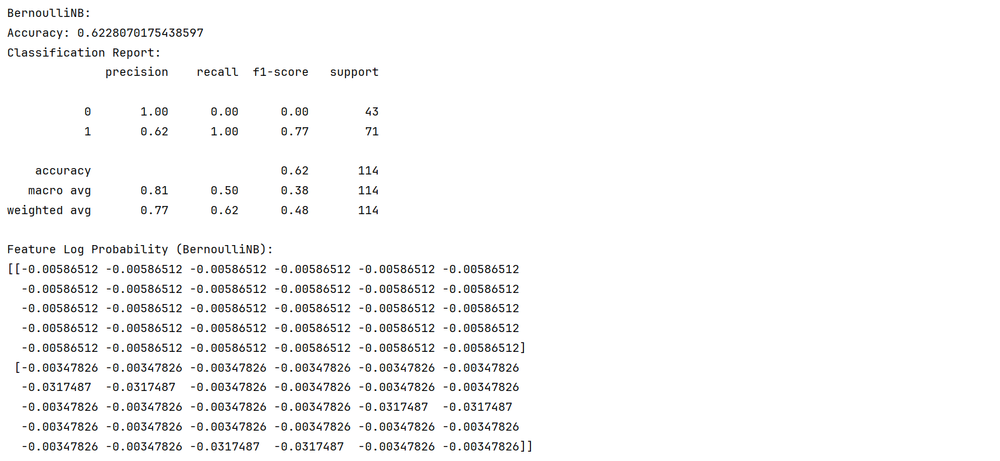 BernoulliNB:
Accuracy: 0.6228070175438597
Classification Report:
              precision    recall  f1-score   support

           0       1.00      0.00      0.00        43
           1       0.62      1.00      0.77        71

    accuracy                           0.62       114
   macro avg       0.81      0.50      0.38       114
weighted avg       0.77      0.62      0.48       114

Feature Log Probability (BernoulliNB):
[[-0.00586512 -0.00586512 -0.00586512 -0.00586512 -0.00586512 -0.00586512
  -0.00586512 -0.00586512 -0.00586512 -0.00586512 -0.00586512 -0.00586512
  -0.00586512 -0.00586512 -0.00586512 -0.00586512 -0.00586512 -0.00586512
  -0.00586512 -0.00586512 -0.00586512 -0.00586512 -0.00586512 -0.00586512
  -0.00586512 -0.00586512 -0.00586512 -0.00586512 -0.00586512 -0.00586512]
 [-0.00347826 -0.00347826 -0.00347826 -0.00347826 -0.00347826 -0.00347826
  -0.0317487  -0.0317487  -0.00347826 -0.00347826 -0.00347826 -0.00347826
  -0.00347826 -0.00347826 -0.00347826 -0.00347826 -0.0317487  -0.0317487
  -0.00347826 -0.00347826 -0.00347826 -0.00347826 -0.00347826 -0.00347826
  -0.00347826 -0.00347826 -0.0317487  -0.0317487  -0.00347826 -0.00347826]]